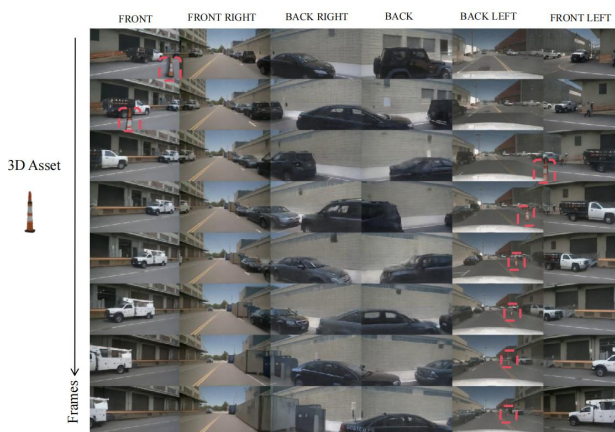 FRONT FRONT RIGHT BACK RIGHT BACK BACK LEFT FRONT LEFT
3D Asset
Frames